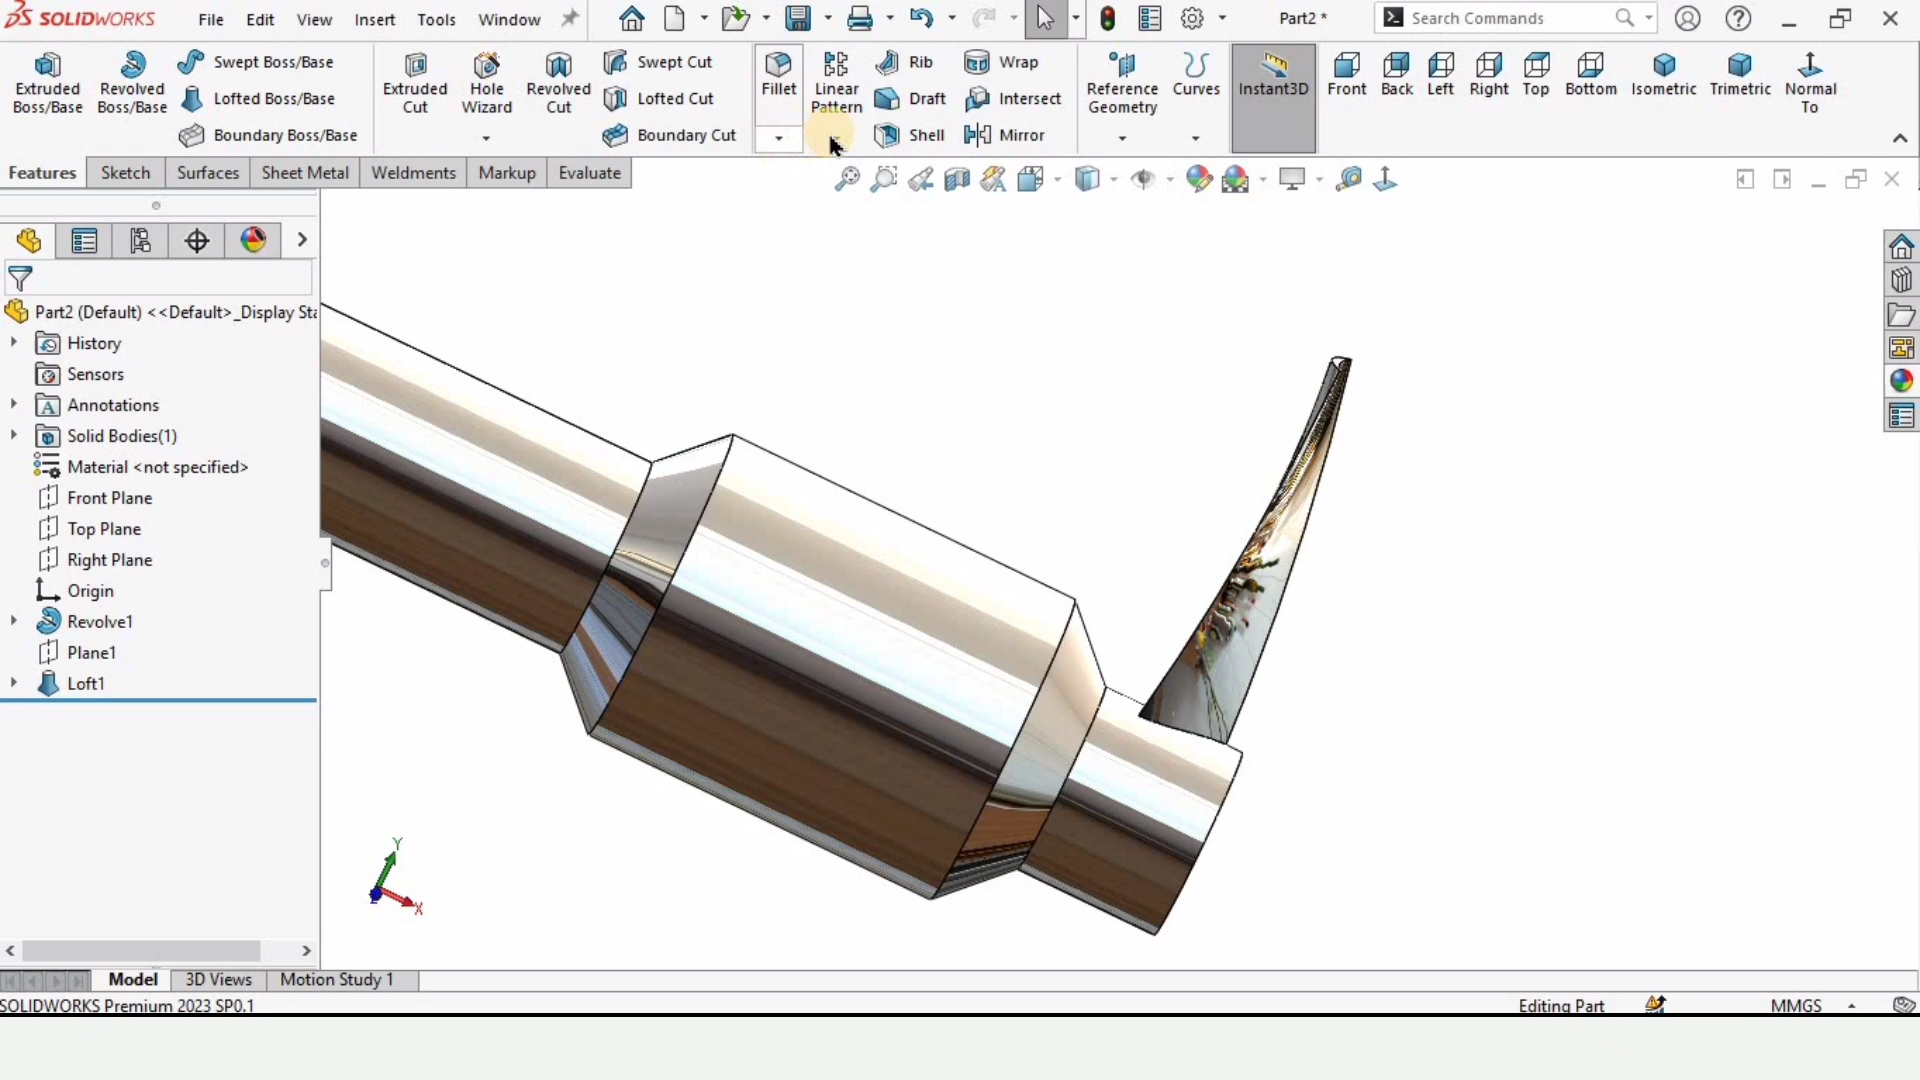 SOLIDWORKS File Edit View Insert Tools Window Part2 * Search Commands
Extruded Boss/Base
Revolved Boss/Base
Swept Boss/Base
Lofted Boss/Base
Boundary Boss/Base
Extruded Cut
Hole Wizard
Revolved Cut
Swept Cut
Lofted Cut
Boundary Cut
Fillet
Linear Pattern
Rib
Draft
Shell
Wrap
Intersect
Mirror
Reference Geometry
Curves
Instant3D
Front
Back
Left
Right
Top
Bottom
Isometric
Trimetric
Normal To
Features Sketch Surfaces Sheet Metal Weldments Markup Evaluate
Part2 (Default) <<Default>_Display Sta
History
Sensors
Annotations
Solid Bodies(1)
Material <not specified>
Front Plane
Top Plane
Right Plane
Origin
Revolve1
Plane1
Loft1
Y
X
Z
Model 3D Views Motion Study 1
SOLIDWORKS Premium 2023 SP0.1 Editing Part MMGS